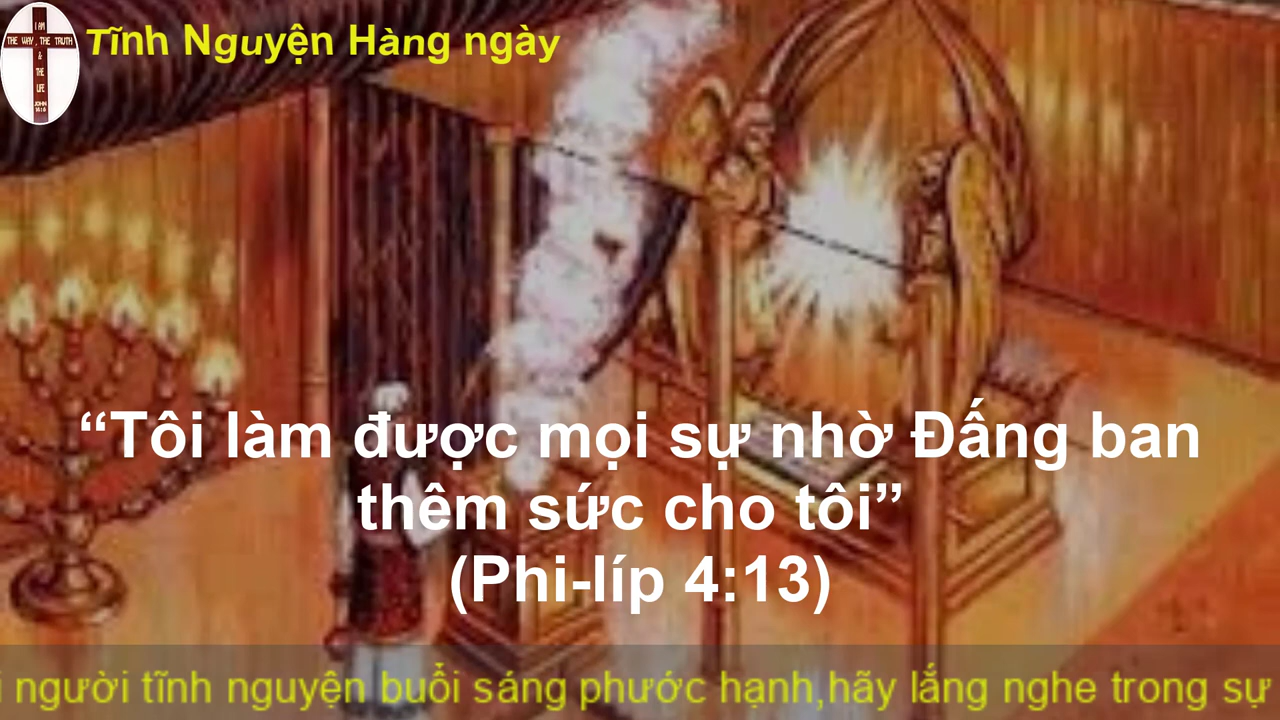 I AM
THE WAY, THE TRUTH
&
THE
LIFE
JOHN
Tĩnh Nguyện Hàng ngày
“Tôi làm được mọi sự nhờ Đấng ban
thêm sức cho tôi”
(Phi-líp 4:13)
i người tĩnh nguyện buổi sáng phước hạnh,hãy lắng nghe trong sự